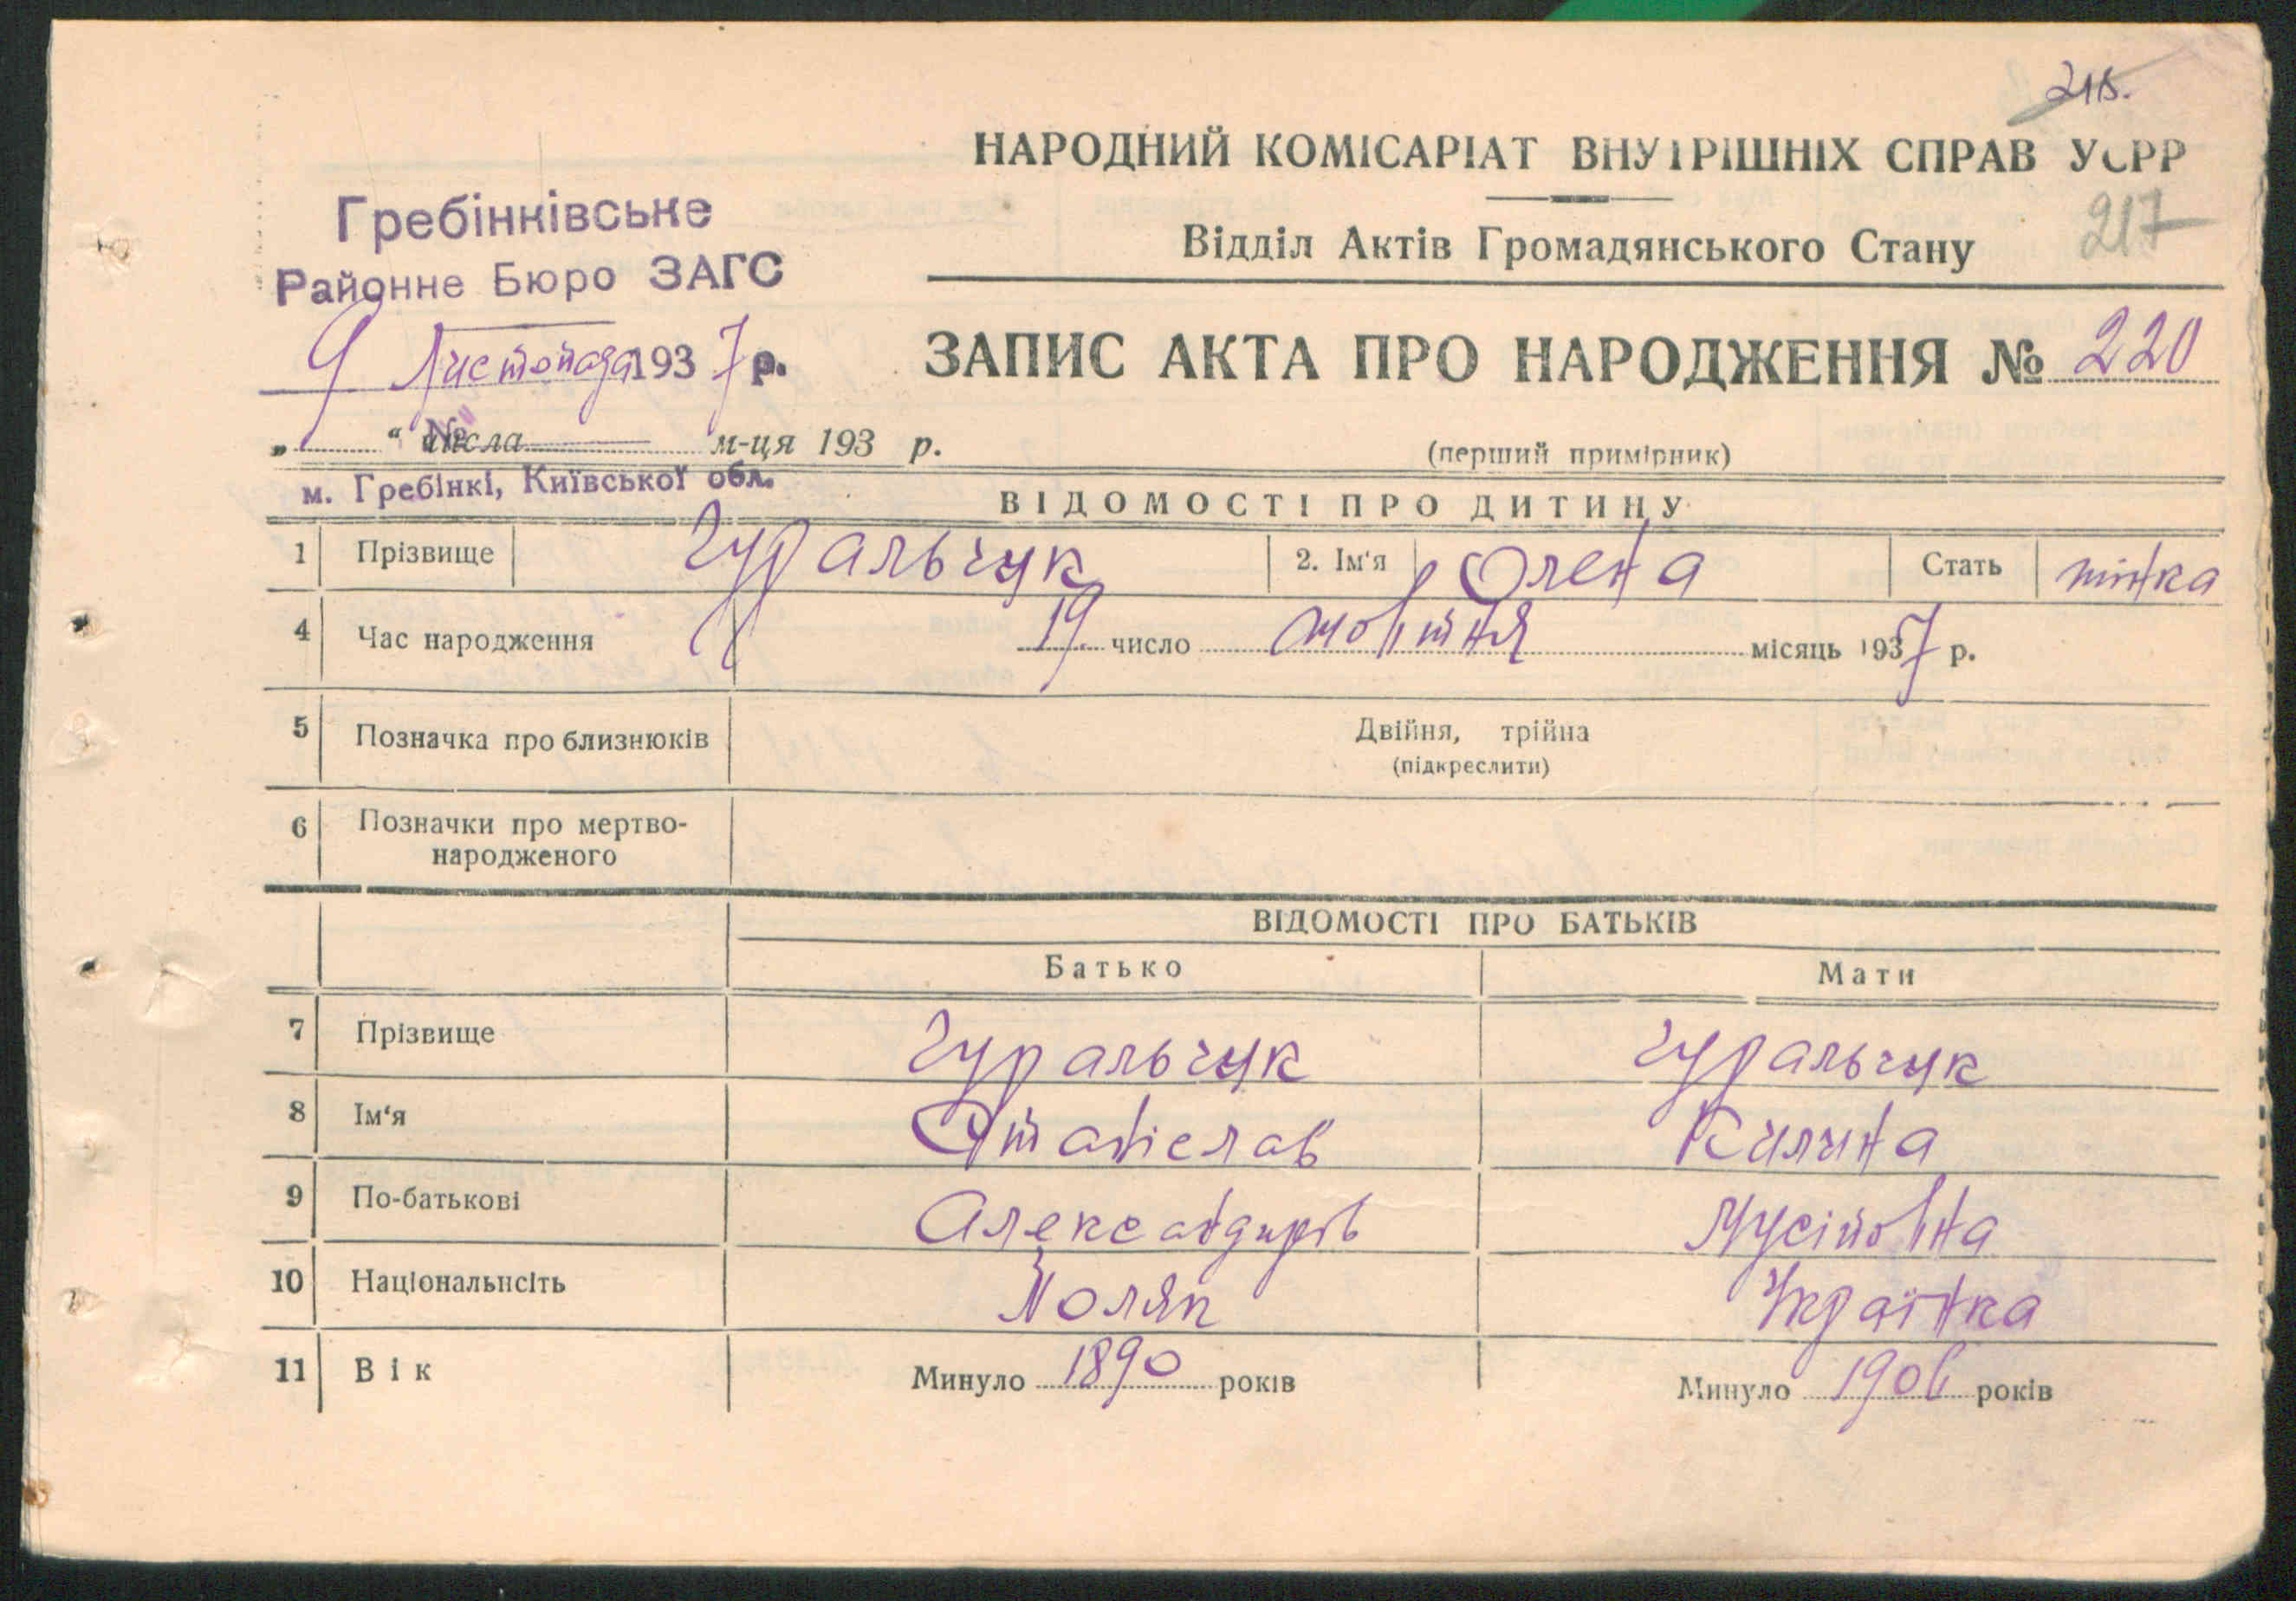 215.
НАРОДНИЙ КОМІСАРІАТ ВНУТРІШНІХ СПРАВ УСРР
217
Відділ Актів Громадянського Стану
Гребінківське
Районне Бюро ЗАГС
9 Листопада 1937 р.
ЗАПИС АКТА ПРО НАРОДЖЕННЯ № 220
„ “ числа м-ця 193 р.
№
(перший примірник)
м. Гребінкі, Київської обл.
ВІДОМОСТІ ПРО ДИТИНУ
1 Прізвище Гуральчук 2. Ім'я Олена Стать жінка
4 Час народження 19 число жовтня місяць 1937 р.
5 Позначка про близнюків Двійня, трійна
(підкреслити)
6 Позначки про мертво-
народженого
ВІДОМОСТІ ПРО БАТЬКІВ
Батько Мати
7 Прізвище Гуральчук Гуральчук
8 Ім'я Станіслав Килина
9 По-батькові Мусійовна
10 Національнсіть Поляк Українка
11 Вік Минуло 1890 років Минуло 1906 років